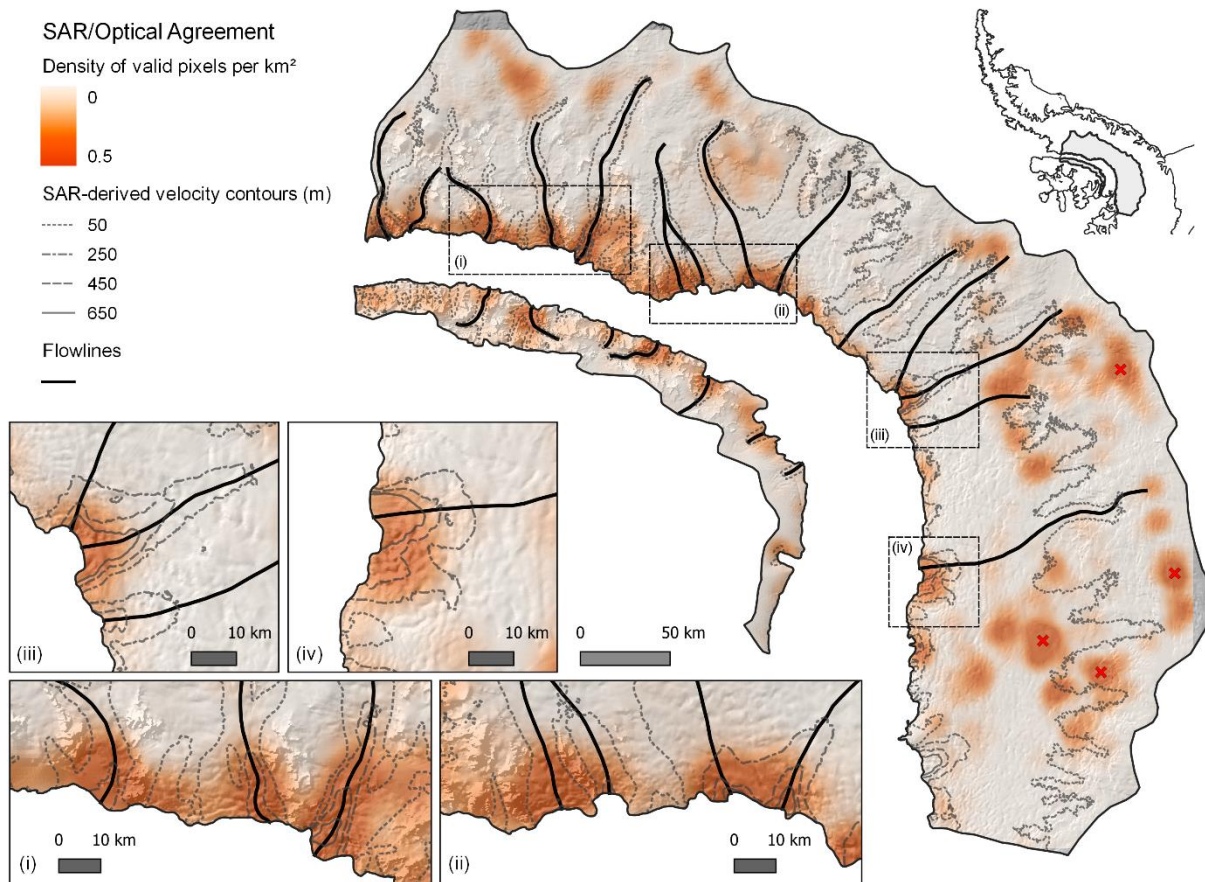 SAR/Optical Agreement
Density of valid pixels per km²
0
0.5
SAR-derived velocity contours (m)
50
250
450
650
Flowlines
(i)
(ii)
(iii)
(iv)
0 10 km
(iii)
0 10 km
(iv)
0 50 km
0 10 km
(i)
0 10 km
(ii)